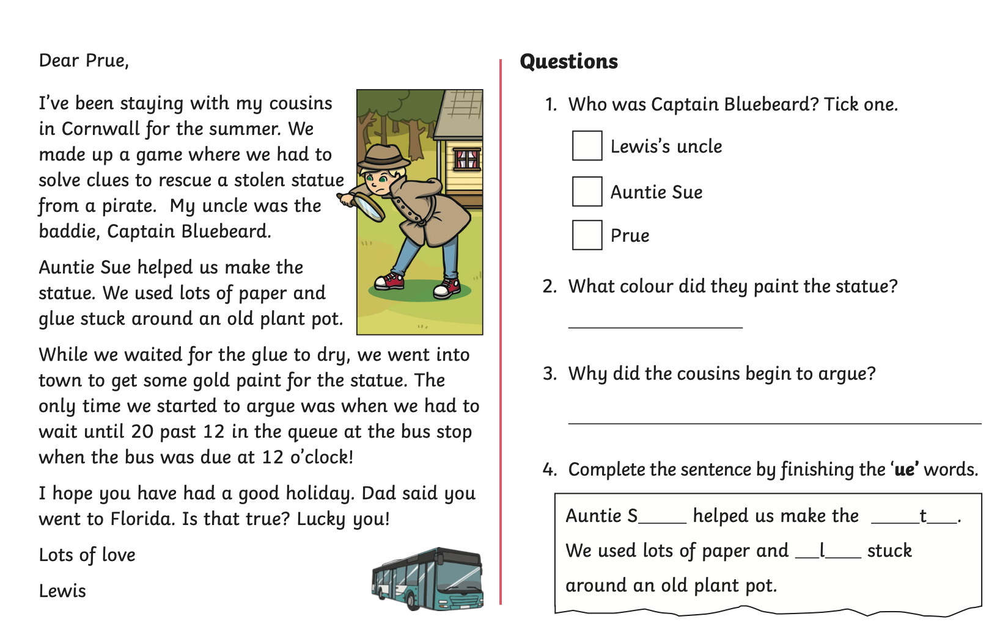 Dear Prue,
I've been staying with my cousins
in Cornwall for the summer. We
made up a game where we had to
solve clues to rescue a stolen statue
from a pirate.  My uncle was the
baddie, Captain Bluebeard.
Auntie Sue helped us make the
statue. We used lots of paper and
glue stuck around an old plant pot.
While we waited for the glue to dry, we went into
town to get some gold paint for the statue. The
only time we started to argue was when we had to
wait until 20 past 12 in the queue at the bus stop
when the bus was due at 12 o'clock!
I hope you have had a good holiday. Dad said you
went to Florida. Is that true? Lucky you!
Lots of love
Lewis
Questions
1. Who was Captain Bluebeard? Tick one.
Lewis's uncle
Auntie Sue
Prue
2. What colour did they paint the statue?
_______________
3. Why did the cousins begin to argue?
___________________________________
4. Complete the sentence by finishing the 'ue' words.
Auntie S____ helped us make the ____t___.
We used lots of paper and __l___ stuck
around an old plant pot.